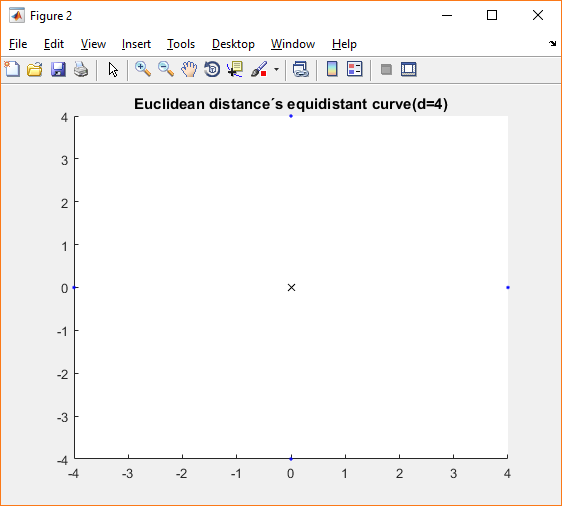 Figure 2
File Edit View Insert Tools Desktop Window Help
Euclidean distance´s equidistant curve(d=4)
4
3
2
1
0
-1
-2
-3
-4
-4 -3 -2 -1 0 1 2 3 4